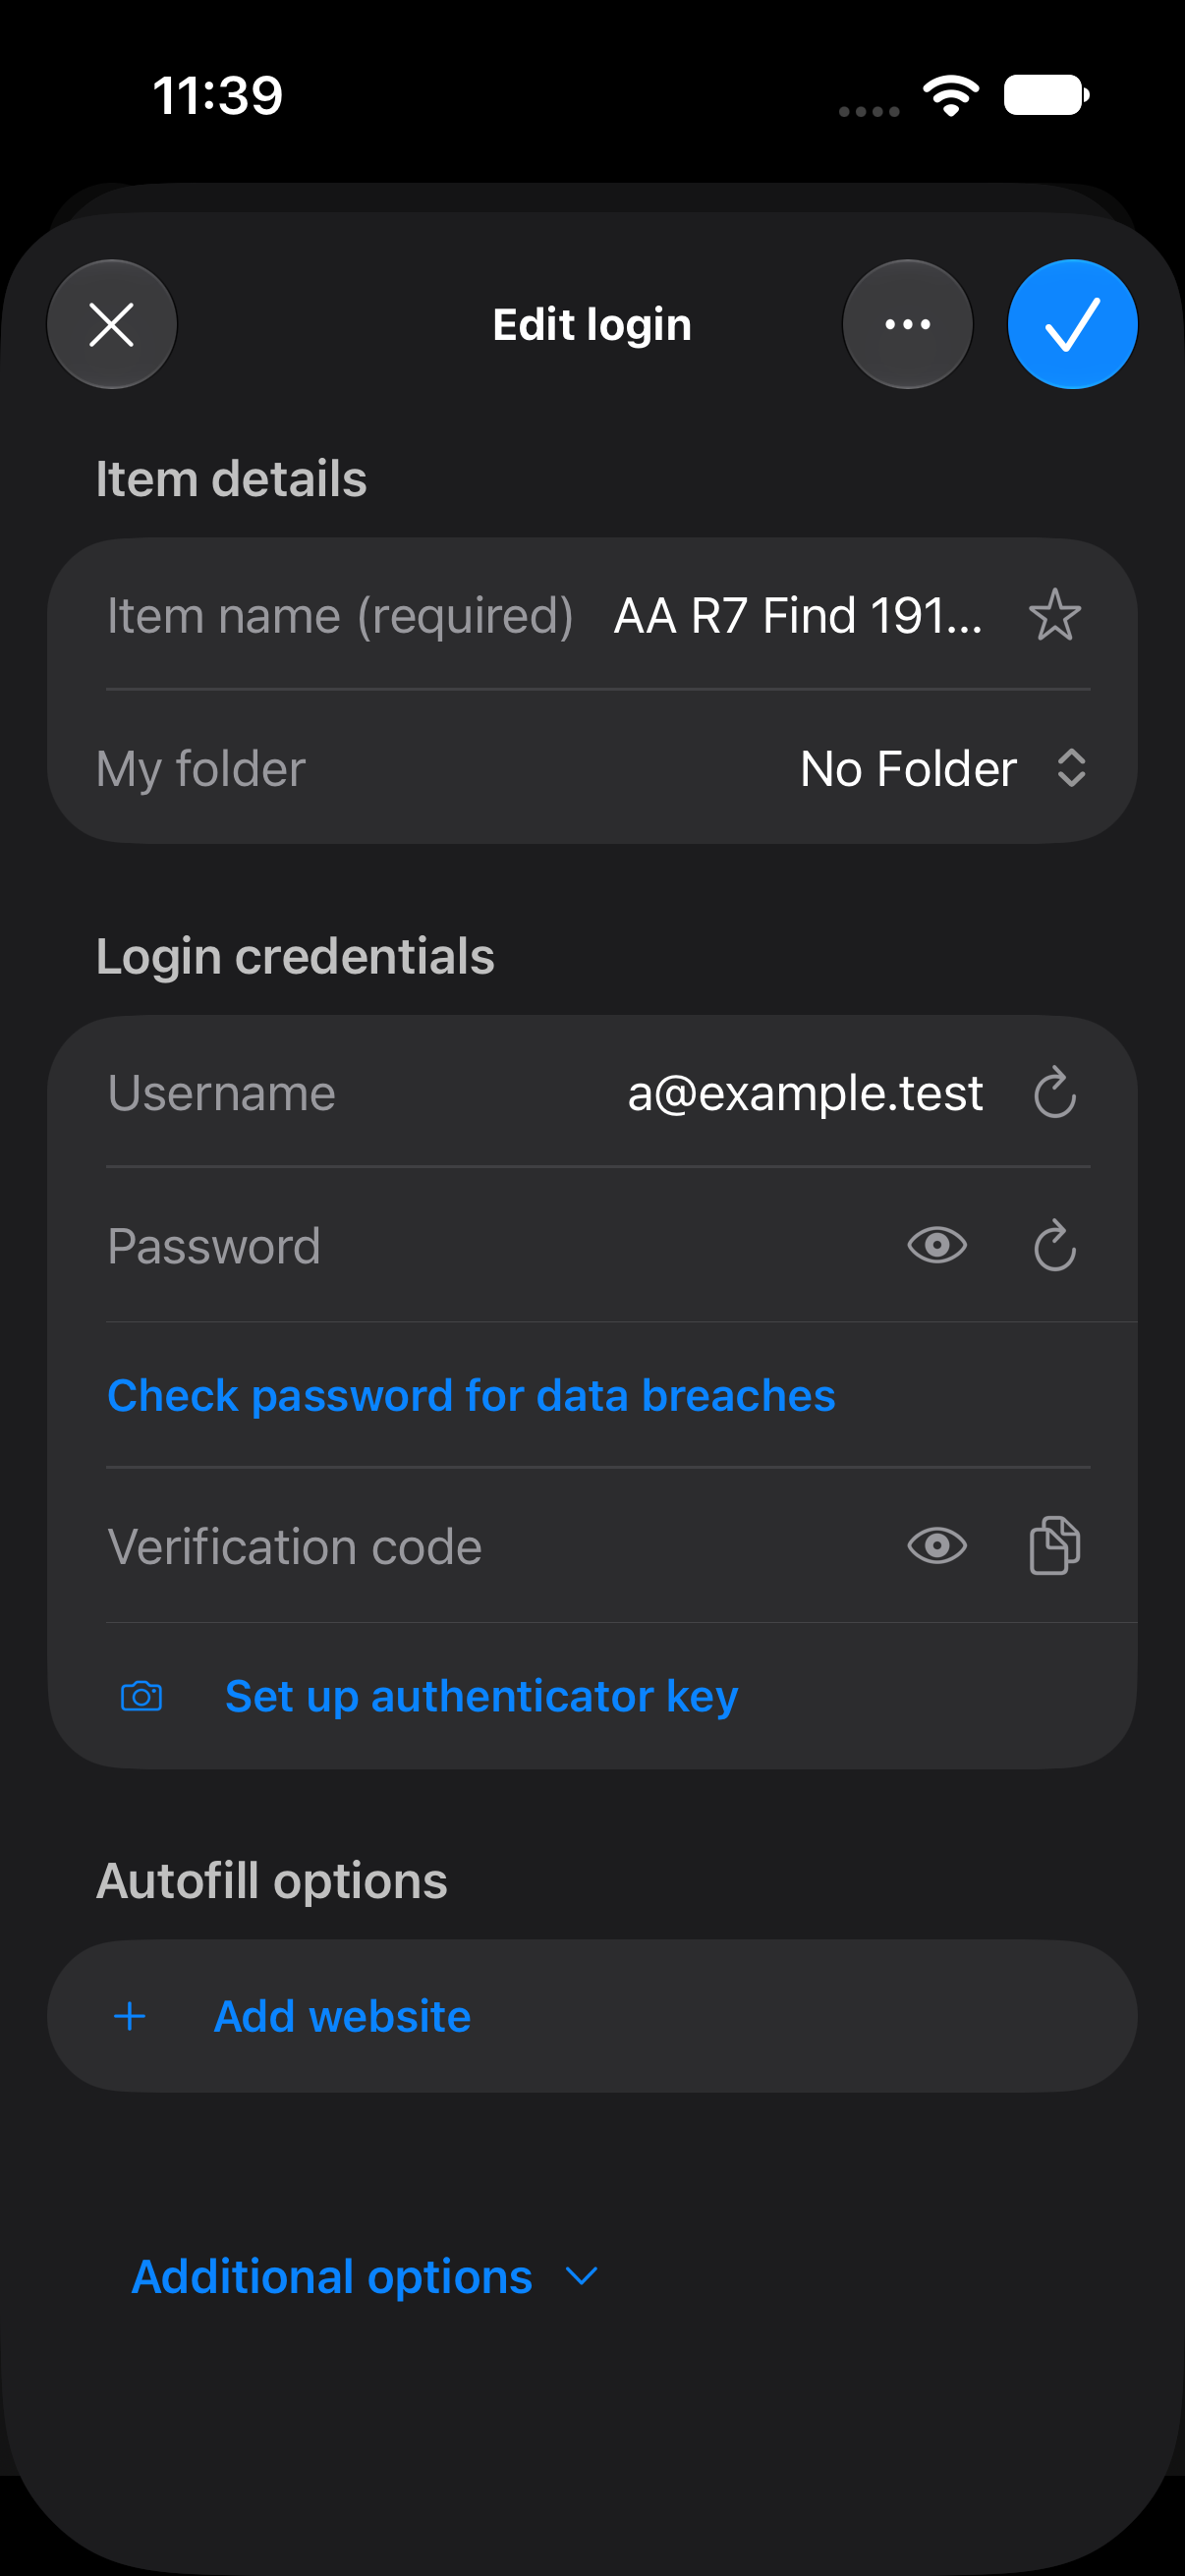 11:39
Edit login
Item details
Item name (required) AA R7 Find 191...
My folder No Folder
Login credentials
Username a@example.test
Password
Check password for data breaches
Verification code
Set up authenticator key
Autofill options
Add website
Additional options